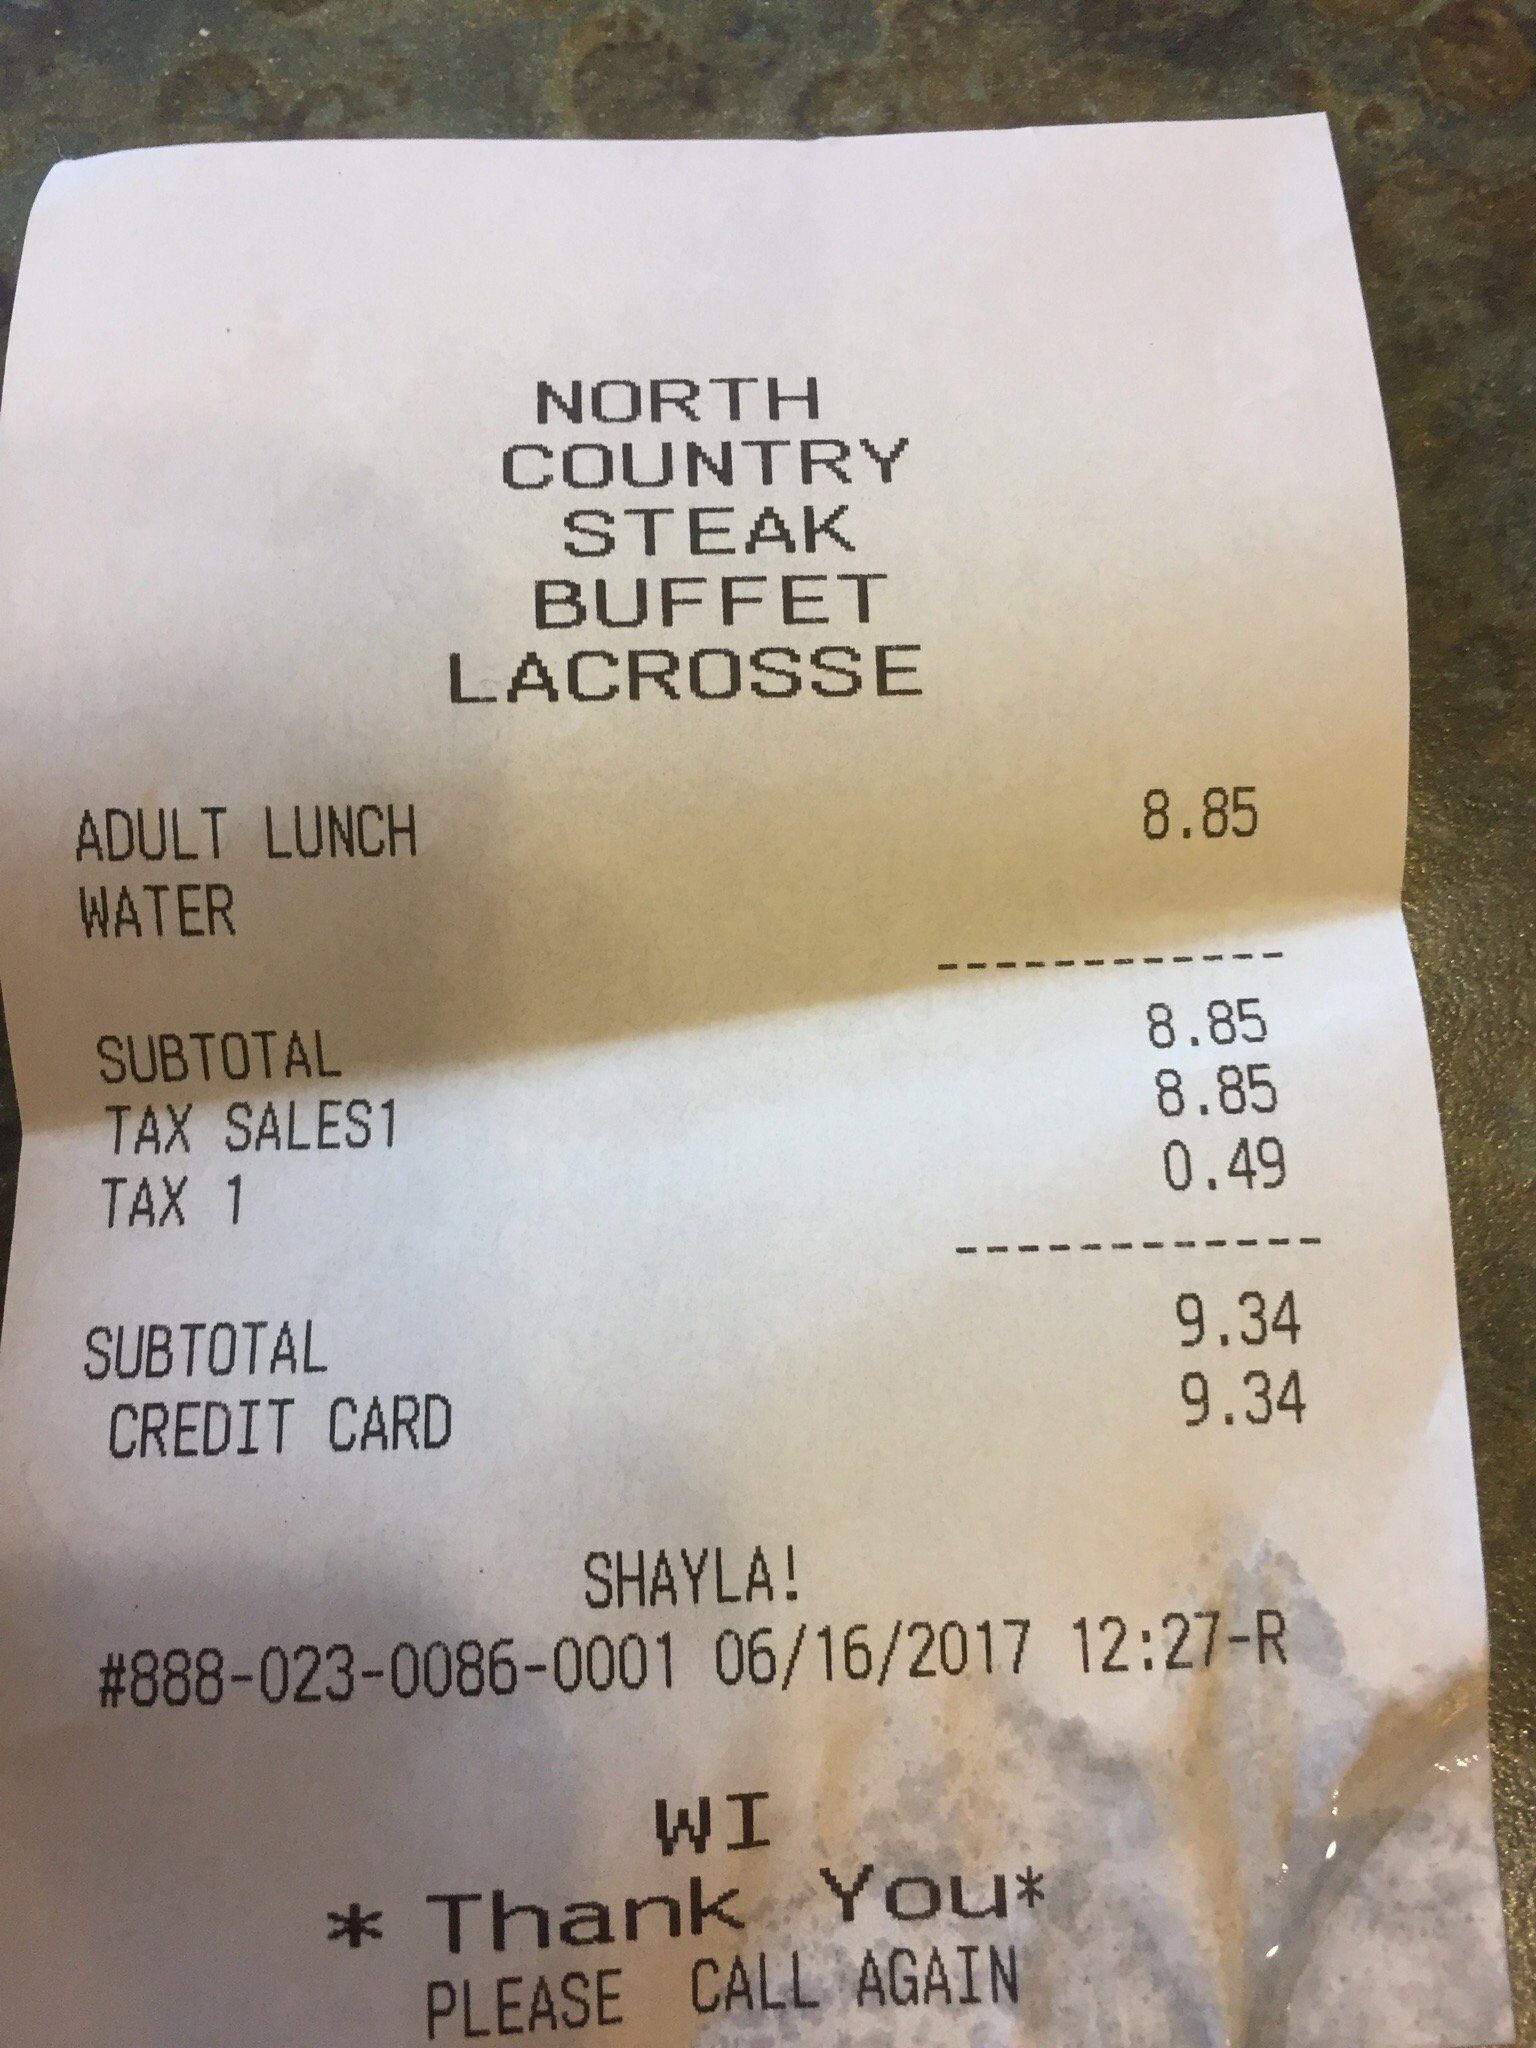 NORTH
COUNTRY
STEAK
BUFFET
LACROSSE
ADULT LUNCH 8.85
WATER
------------
SUBTOTAL 8.85
TAX SALES1 8.85
TAX 1 0.49
------------
SUBTOTAL 9.34
CREDIT CARD 9.34
SHAYLA!
#888-023-0086-0001 06/16/2017 12:27-R
WI
* Thank You*
PLEASE CALL AGAIN